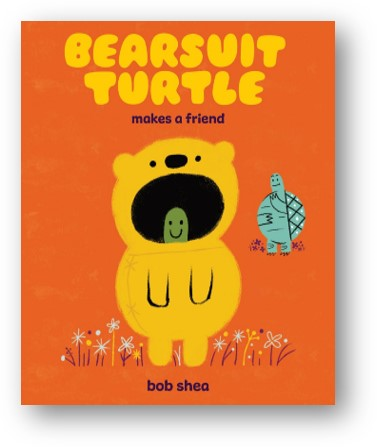 BEARSUIT
TURTLE
makes a friend
bob shea